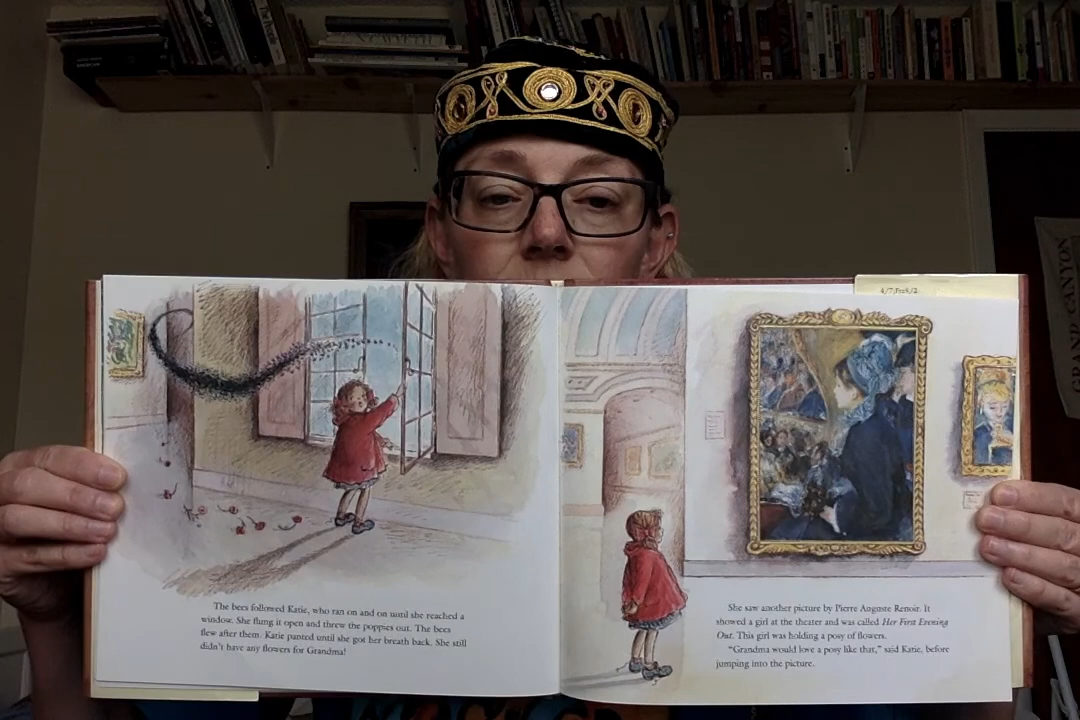 WYETH
GRAND CANYON
The bees followed Katie, who ran on and on until she reached a
window. She flung it open and threw the poppies out. The bees
flew after them. Katie panted until she got her breath back. She still
didn't have any flowers for Grandma!
She saw another picture by Pierre Auguste Renoir. It
showed a girl at the theater and was called Her First Evening
Out. This girl was holding a posy of flowers.
"Grandma would love a posy like that," said Katie, before
jumping into the picture.